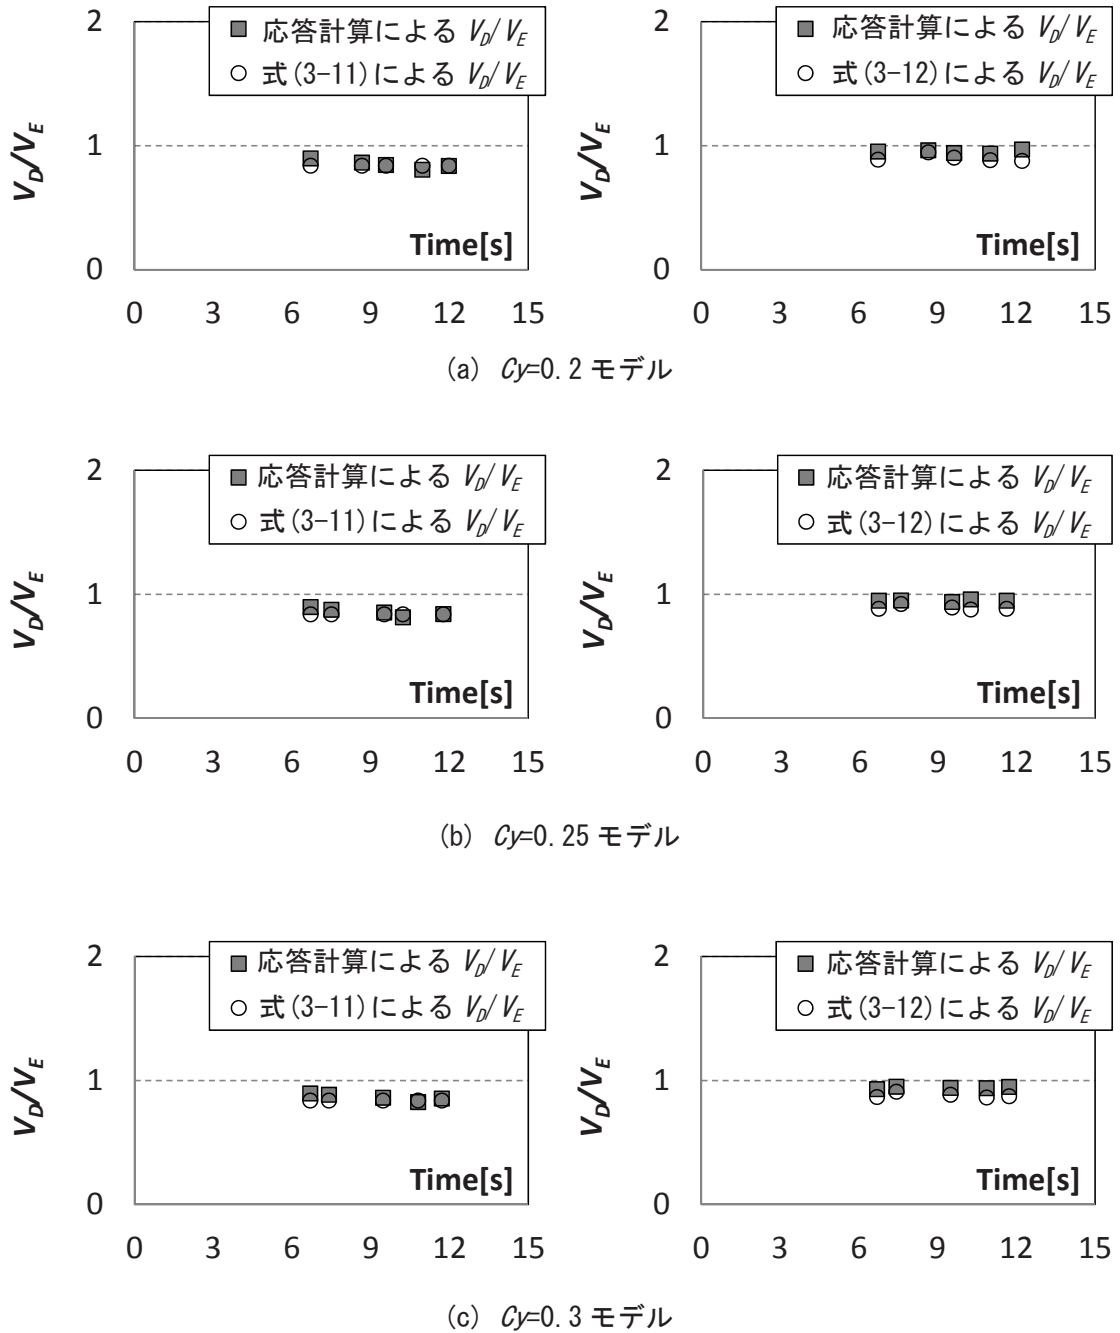 2
■ 応答計算による V_D/V_E
○ 式(3-11)による V_D/V_E
1
V_D/V_E
Time[s]
0
0 3 6 9 12 15
2
■ 応答計算による V_D/V_E
○ 式(3-12)による V_D/V_E
1
V_D/V_E
Time[s]
0
0 3 6 9 12 15
(a) Cy=0.2 モデル
2
■ 応答計算による V_D/V_E
○ 式(3-11)による V_D/V_E
1
V_D/V_E
Time[s]
0
0 3 6 9 12 15
2
■ 応答計算による V_D/V_E
○ 式(3-12)による V_D/V_E
1
V_D/V_E
Time[s]
0
0 3 6 9 12 15
(b) Cy=0.25 モデル
2
■ 応答計算による V_D/V_E
○ 式(3-11)による V_D/V_E
1
V_D/V_E
Time[s]
0
0 3 6 9 12 15
2
■ 応答計算による V_D/V_E
○ 式(3-12)による V_D/V_E
1
V_D/V_E
Time[s]
0
0 3 6 9 12 15
(c) Cy=0.3 モデル